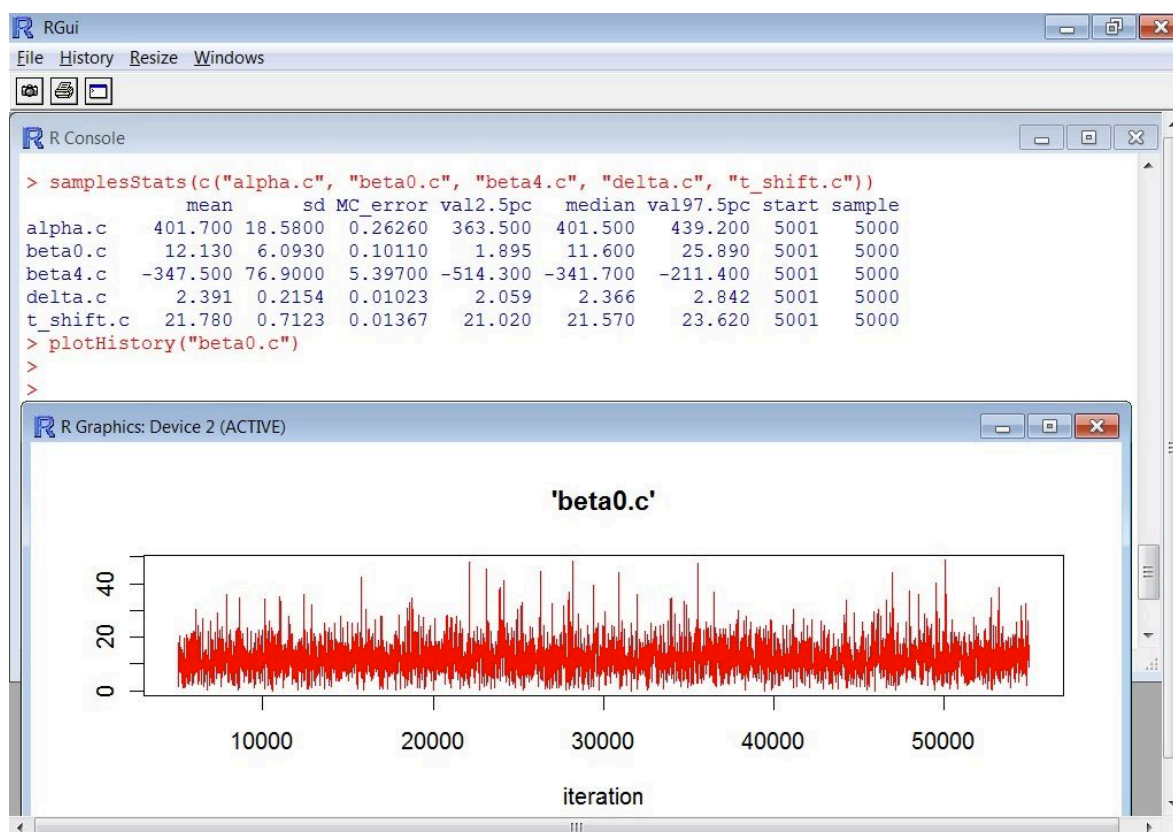 RGui
File History Resize Windows
R Console
> samplesStats(c("alpha.c", "beta0.c", "beta4.c", "delta.c", "t_shift.c"))
mean sd MC_error val2.5pc median val97.5pc start sample
alpha.c 401.700 18.5800 0.26260 363.500 401.500 439.200 5001 5000
beta0.c 12.130 6.0930 0.10110 1.895 11.600 25.890 5001 5000
beta4.c -347.500 76.9000 5.39700 -514.300 -341.700 -211.400 5001 5000
delta.c 2.391 0.2154 0.01023 2.059 2.366 2.842 5001 5000
t_shift.c 21.780 0.7123 0.01367 21.020 21.570 23.620 5001 5000
> plotHistory("beta0.c")
>
>
R Graphics: Device 2 (ACTIVE)
'beta0.c'
40
20
0
10000 20000 30000 40000 50000
iteration